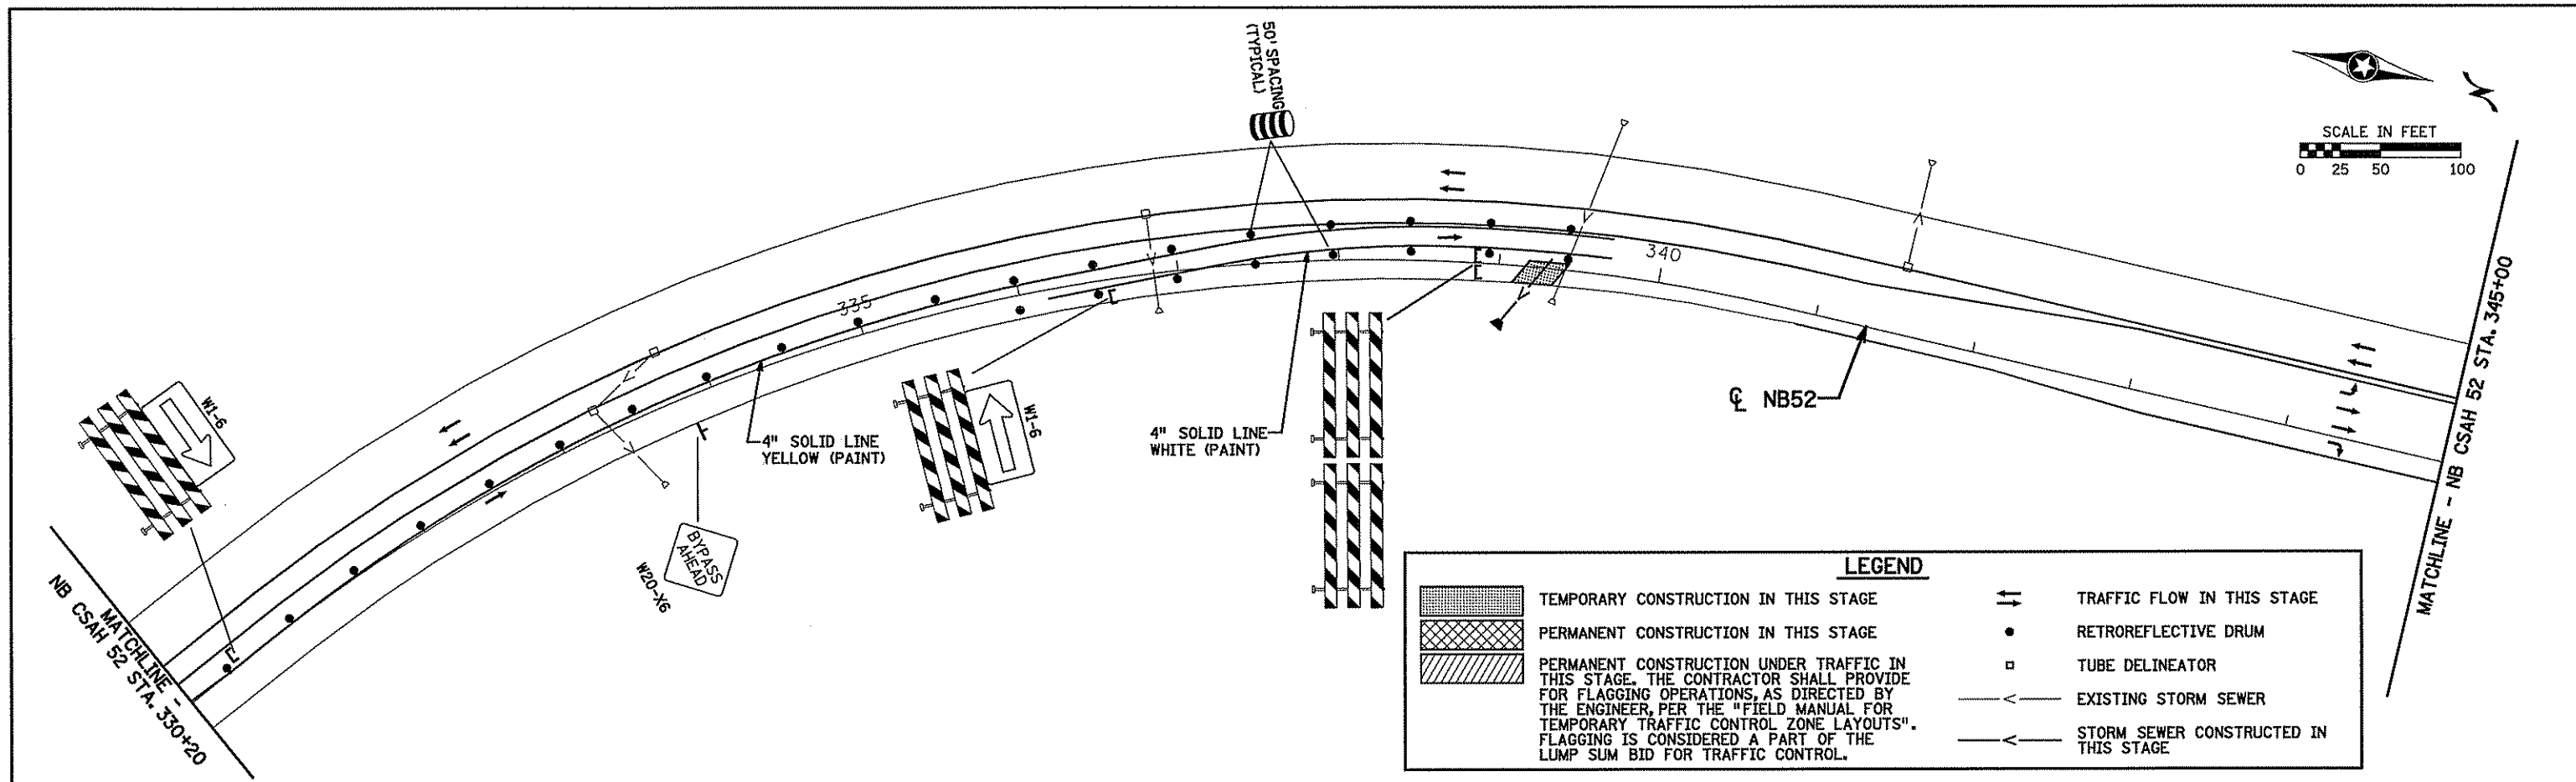 50' SPACING
(TYPICAL)
SCALE IN FEET
0 25 50 100
340
335
W1-6
4" SOLID LINE
YELLOW (PAINT)
W1-6
4" SOLID LINE
WHITE (PAINT)
℄ NB52
BYPASS
AHEAD
W20-X6
MATCHLINE -
NB CSAH 52 STA. 330+20
MATCHLINE - NB CSAH 52 STA. 345+00
LEGEND
TEMPORARY CONSTRUCTION IN THIS STAGE
PERMANENT CONSTRUCTION IN THIS STAGE
PERMANENT CONSTRUCTION UNDER TRAFFIC IN
THIS STAGE. THE CONTRACTOR SHALL PROVIDE
FOR FLAGGING OPERATIONS, AS DIRECTED BY
THE ENGINEER, PER THE "FIELD MANUAL FOR
TEMPORARY TRAFFIC CONTROL ZONE LAYOUTS".
FLAGGING IS CONSIDERED A PART OF THE
LUMP SUM BID FOR TRAFFIC CONTROL.
TRAFFIC FLOW IN THIS STAGE
RETROREFLECTIVE DRUM
TUBE DELINEATOR
EXISTING STORM SEWER
STORM SEWER CONSTRUCTED IN
THIS STAGE
N